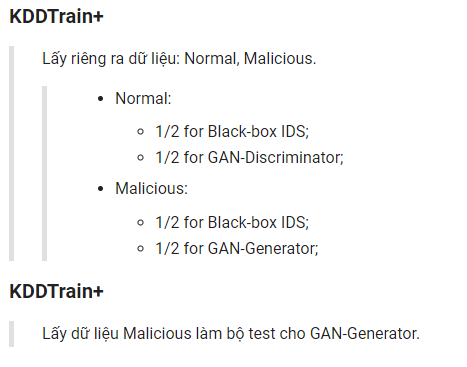 KDDTrain+
Lấy riêng ra dữ liệu: Normal, Malicious.
• Normal:
○ 1/2 for Black-box IDS;
○ 1/2 for GAN-Discriminator;
• Malicious:
○ 1/2 for Black-box IDS;
○ 1/2 for GAN-Generator;
KDDTrain+
Lấy dữ liệu Malicious làm bộ test cho GAN-Generator.